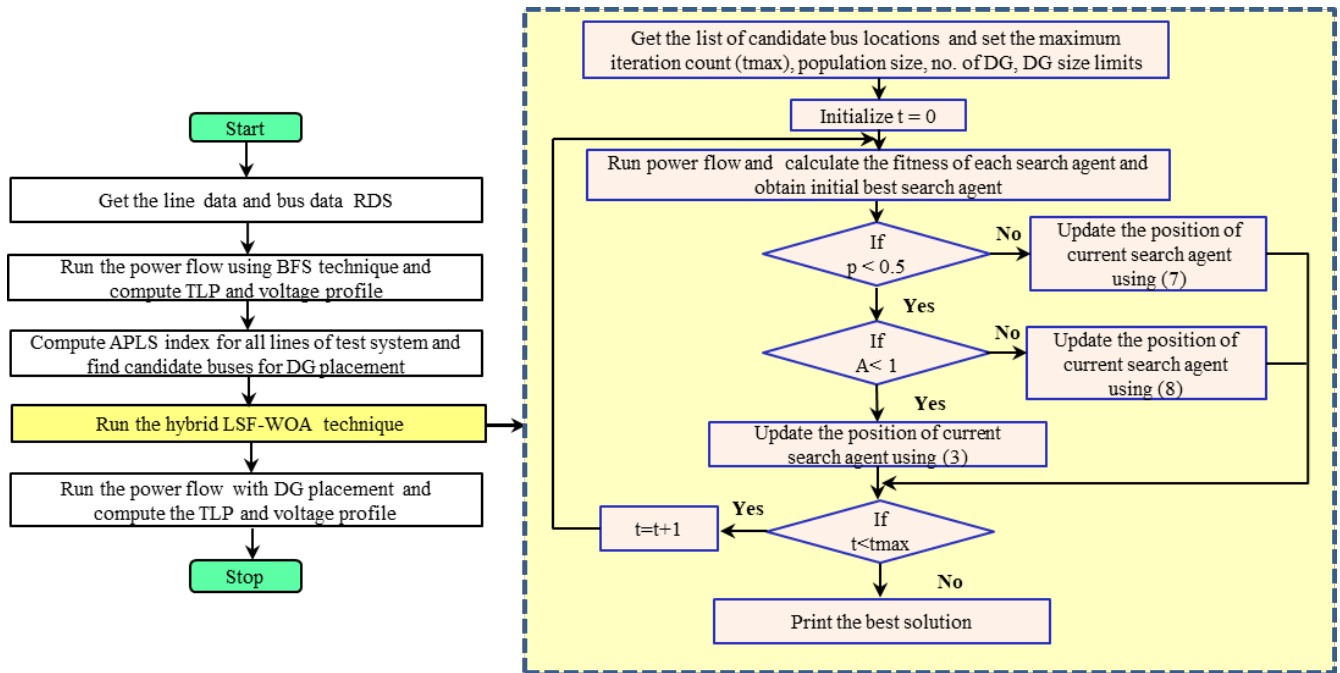 Start
Get the line data and bus data RDS
Run the power flow using BFS technique and
compute TLP and voltage profile
Compute APLS index for all lines of test system and
find candidate buses for DG placement
Run the hybrid LSF-WOA technique
Run the power flow with DG placement and
compute the TLP and voltage profile
Stop
Get the list of candidate bus locations and set the maximum
iteration count (tmax), population size, no. of DG, DG size limits
Initialize t = 0
Run power flow and calculate the fitness of each search agent and
obtain initial best search agent
If
p < 0.5
No
Update the position of
current search agent
using (7)
Yes
If
A< 1
No
Update the position of
current search agent
using (8)
Yes
Update the position of current
search agent using (3)
If
t<tmax
Yes
t=t+1
No
Print the best solution